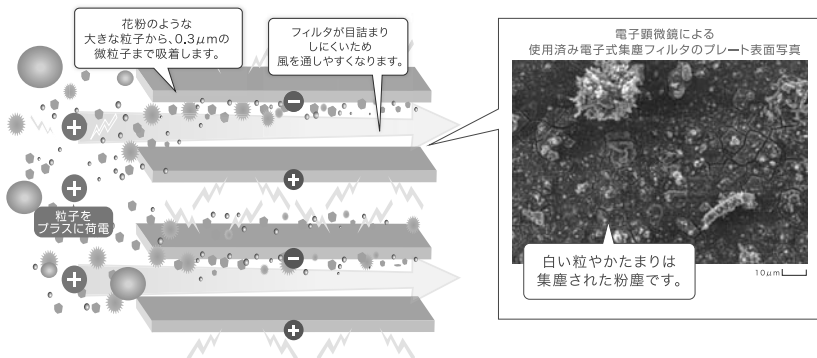 花粉のような
大きな粒子から、0.3μmの
微粒子まで吸着します。
フィルタが目詰まり
しにくいため
風を通しやすくなります。
粒子を
プラスに荷電
電子顕微鏡による
使用済み電子式集塵フィルタのプレート表面写真
白い粒やかたまりは
集塵された粉塵です。
10μm